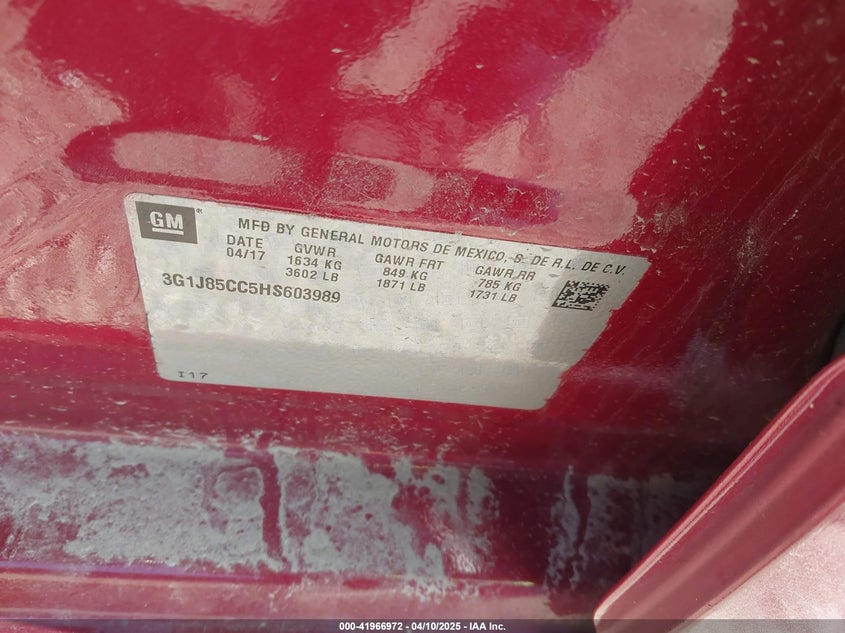 GM ®
MFD BY GENERAL MOTORS DE MEXICO, S. DE R.L. DE C.V.
DATE GVWR GAWR FRT GAWR RR
04/17 1634 KG 849 KG 785 KG
3602 LB 1871 LB 1731 LB
3G1J85CC5HS603989
I17
000-41966972 - 04/10/2025 - IAA Inc.